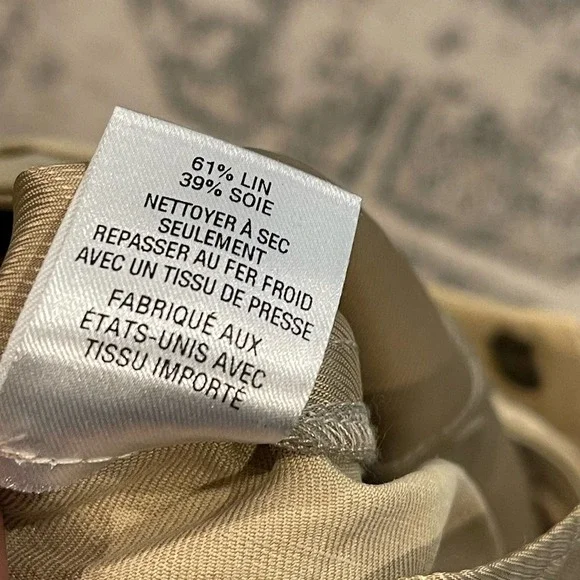 61% LIN
39% SOIE
NETTOYER À SEC
SEULEMENT
REPASSER AU FER FROID
AVEC UN TISSU DE PRESSE
FABRIQUÉ AUX
ÉTATS-UNIS AVEC
TISSU IMPORTÉ